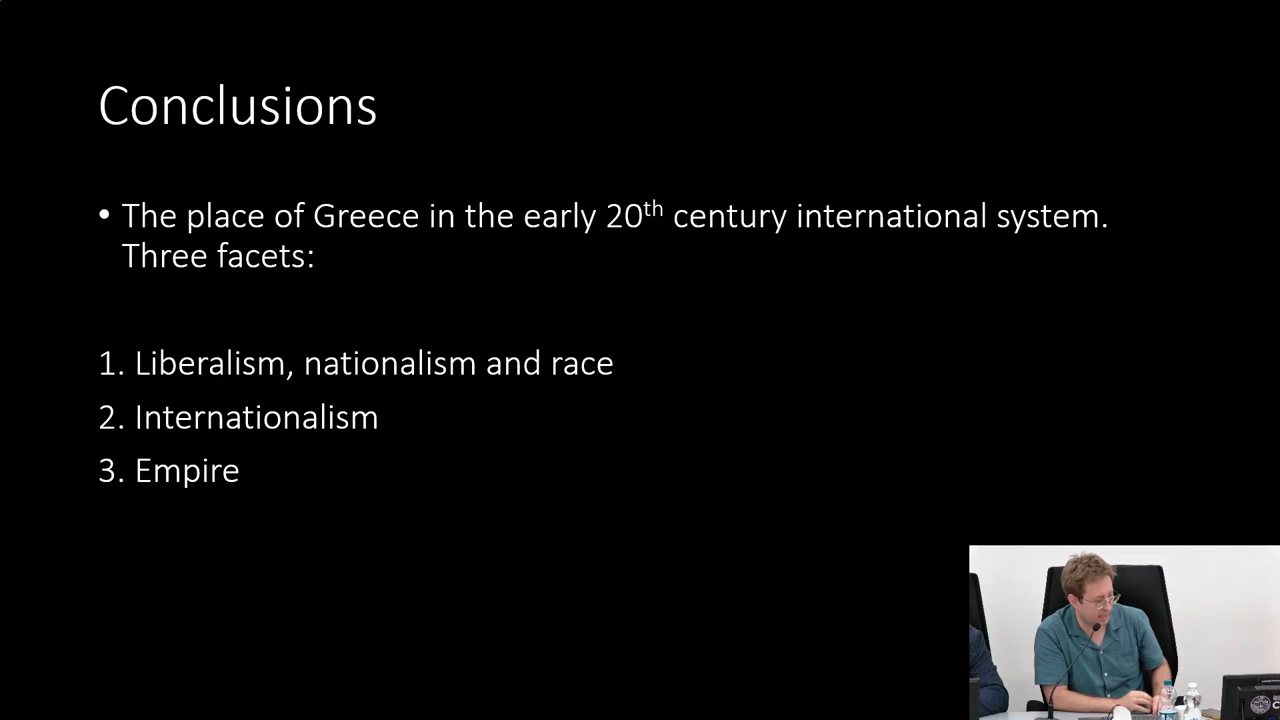 Conclusions
• The place of Greece in the early 20th century international system.
Three facets:
1. Liberalism, nationalism and race
2. Internationalism
3. Empire